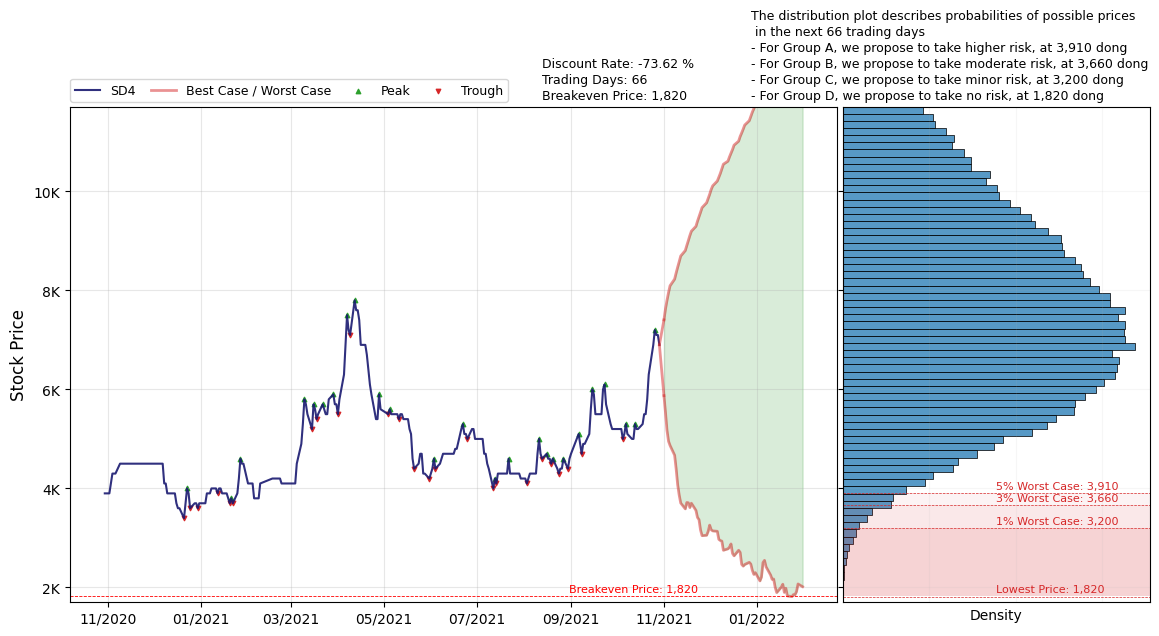 The distribution plot describes probabilities of possible prices
in the next 66 trading days
- For Group A, we propose to take higher risk, at 3,910 dong
- For Group B, we propose to take moderate risk, at 3,660 dong
- For Group C, we propose to take minor risk, at 3,200 dong
- For Group D, we propose to take no risk, at 1,820 dong
Discount Rate: -73.62 %
Trading Days: 66
Breakeven Price: 1,820
SD4
Best Case / Worst Case
Peak
Trough
Stock Price
10K
8K
6K
4K
2K
Breakeven Price: 1,820
11/2020
01/2021
03/2021
05/2021
07/2021
09/2021
11/2021
01/2022
5% Worst Case: 3,910
3% Worst Case: 3,660
1% Worst Case: 3,200
Lowest Price: 1,820
Density